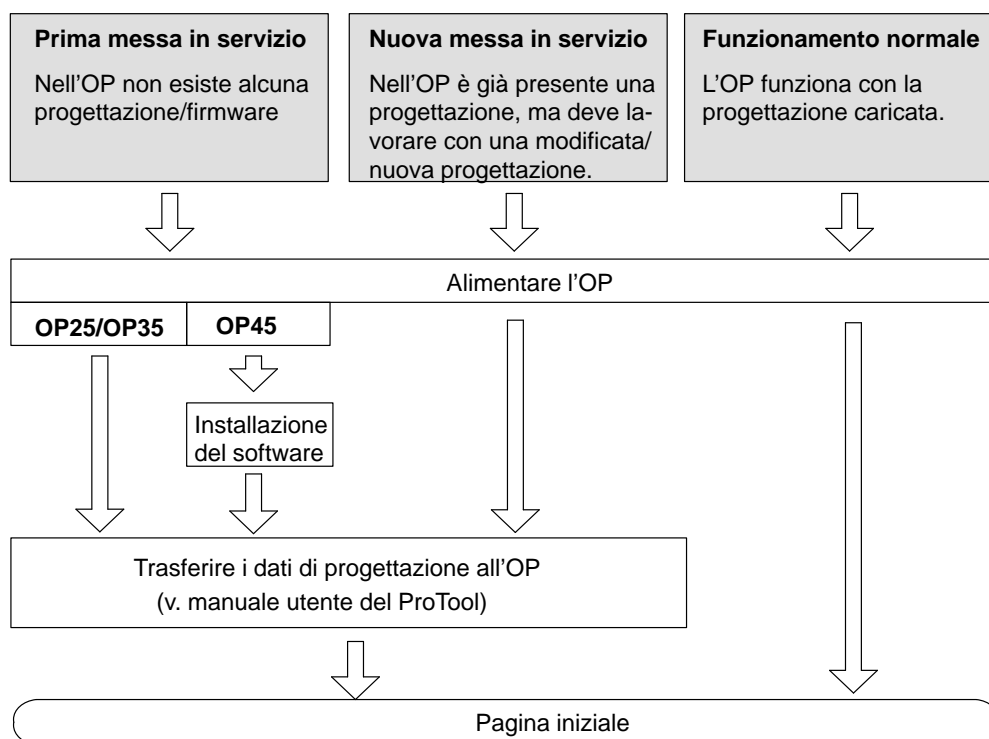 Prima messa in servizio
Nell'OP non esiste alcuna
progettazione/firmware
Nuova messa in servizio
Nell'OP è già presente una
progettazione, ma deve la-
vorare con una modificata/
nuova progettazione.
Funzionamento normale
L'OP funziona con la
progettazione caricata.
Alimentare l'OP
OP25/OP35
OP45
Installazione
del software
Trasferire i dati di progettazione all'OP
(v. manuale utente del ProTool)
Pagina iniziale